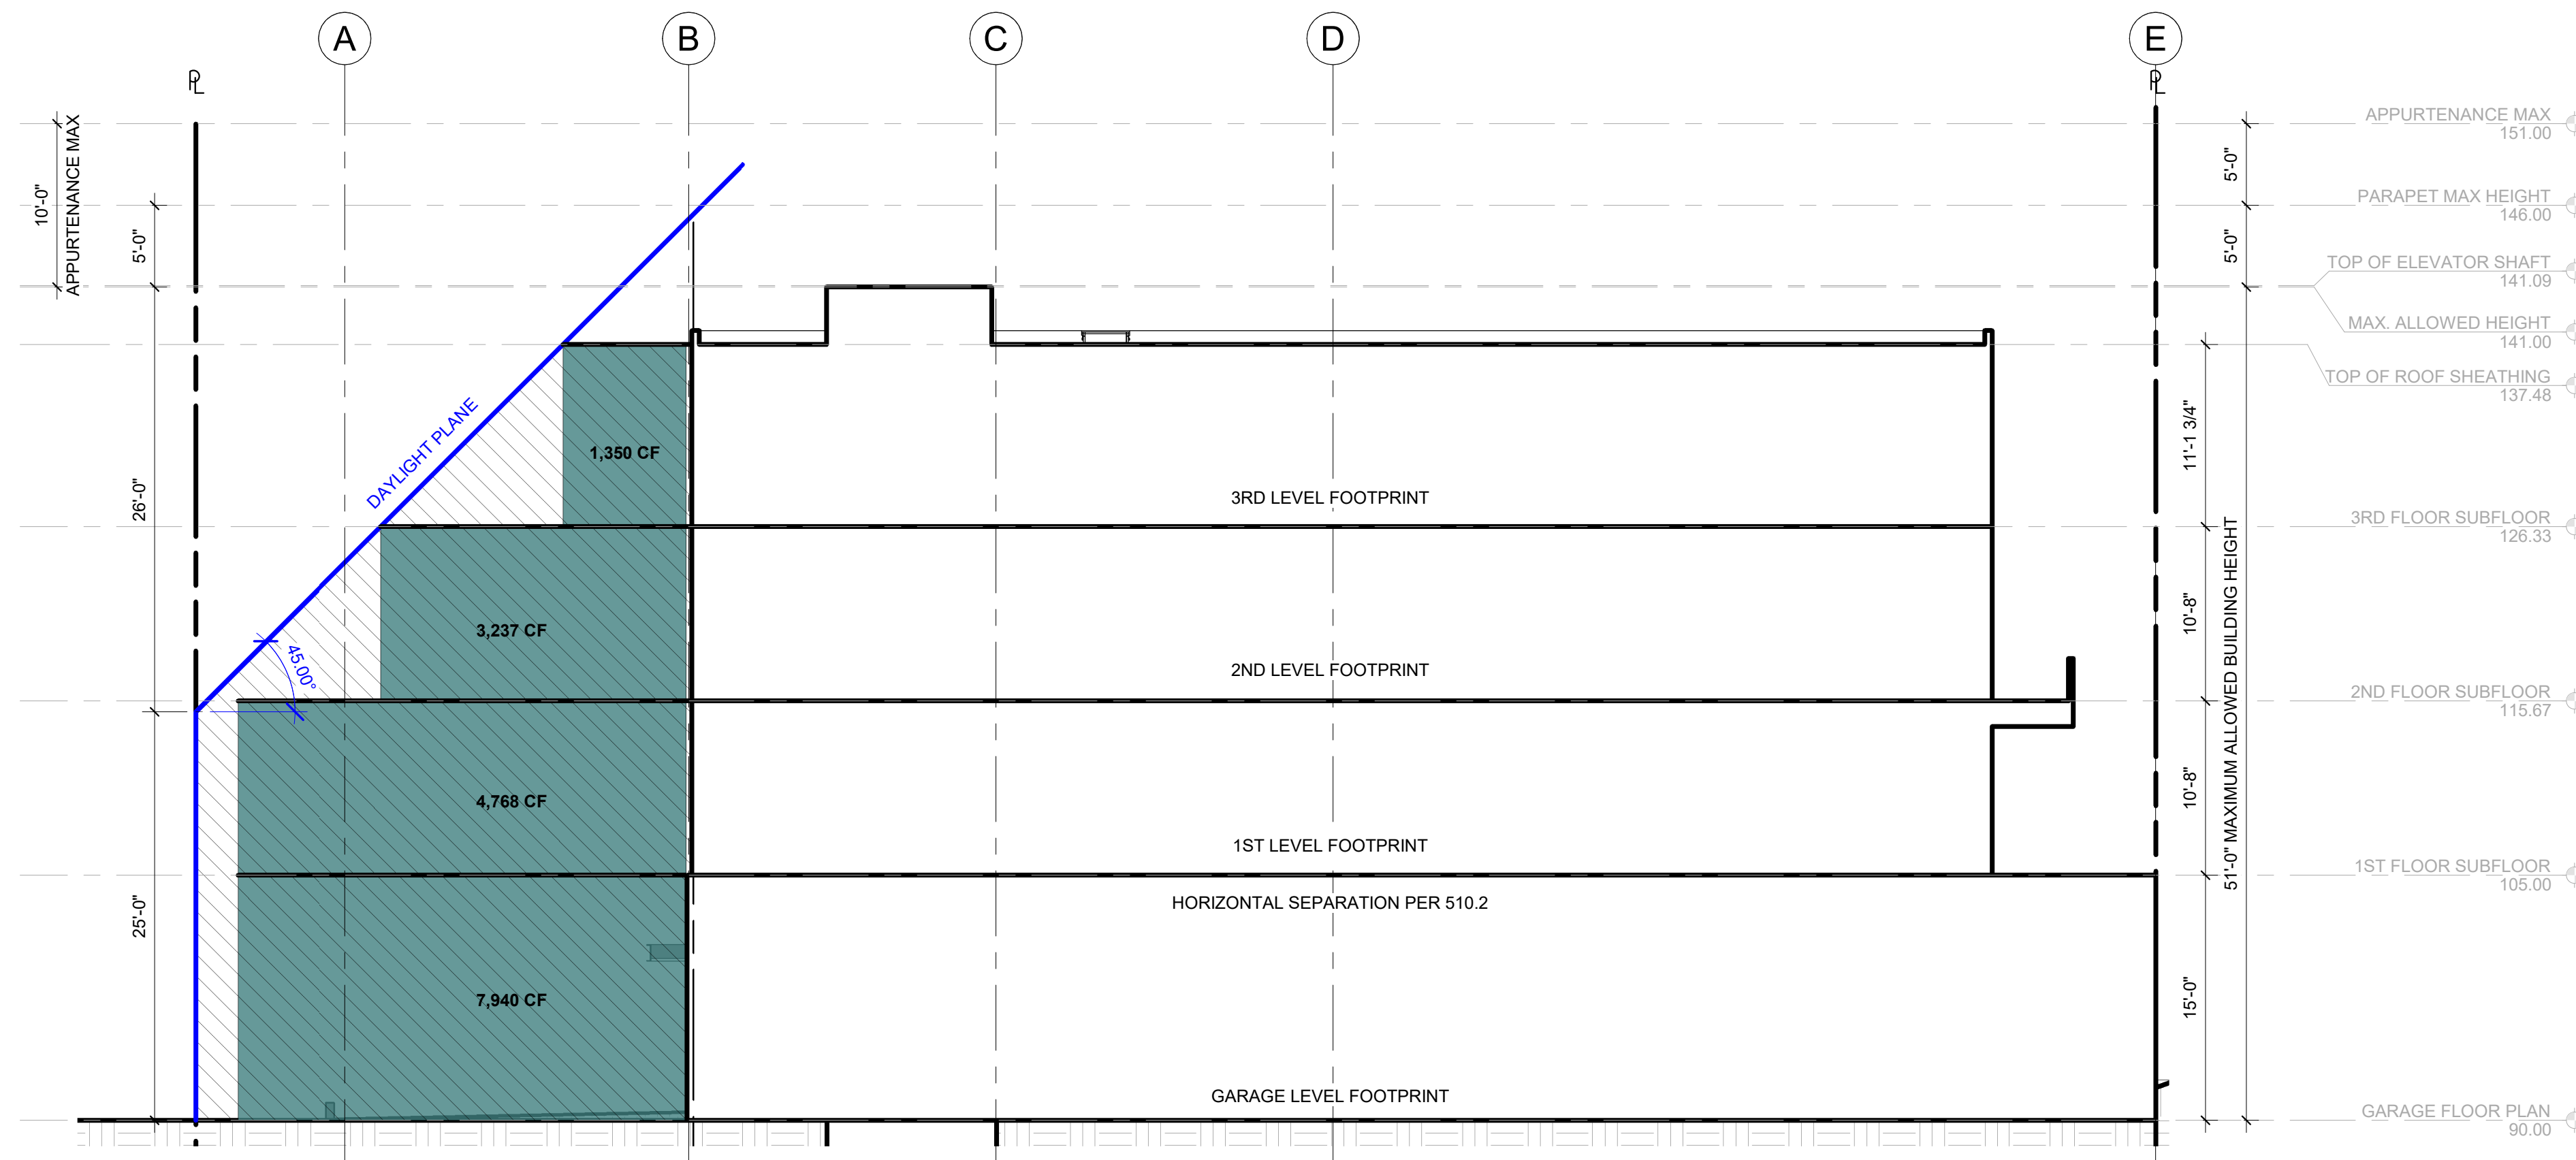 A
B
C
D
E
PL
PL
10'-0"
APPURTENANCE MAX
5'-0"
26'-0"
25'-0"
DAYLIGHT PLANE
45.00°
1,350 CF
3,237 CF
4,768 CF
7,940 CF
3RD LEVEL FOOTPRINT
2ND LEVEL FOOTPRINT
1ST LEVEL FOOTPRINT
HORIZONTAL SEPARATION PER 510.2
GARAGE LEVEL FOOTPRINT
11'-1 3/4"
10'-8"
10'-8"
15'-0"
5'-0"
5'-0"
51'-0" MAXIMUM ALLOWED BUILDING HEIGHT
APPURTENANCE MAX
151.00
PARAPET MAX HEIGHT
146.00
TOP OF ELEVATOR SHAFT
141.09
MAX. ALLOWED HEIGHT
141.00
TOP OF ROOF SHEATHING
137.48
3RD FLOOR SUBFLOOR
126.33
2ND FLOOR SUBFLOOR
115.67
1ST FLOOR SUBFLOOR
105.00
GARAGE FLOOR PLAN
90.00